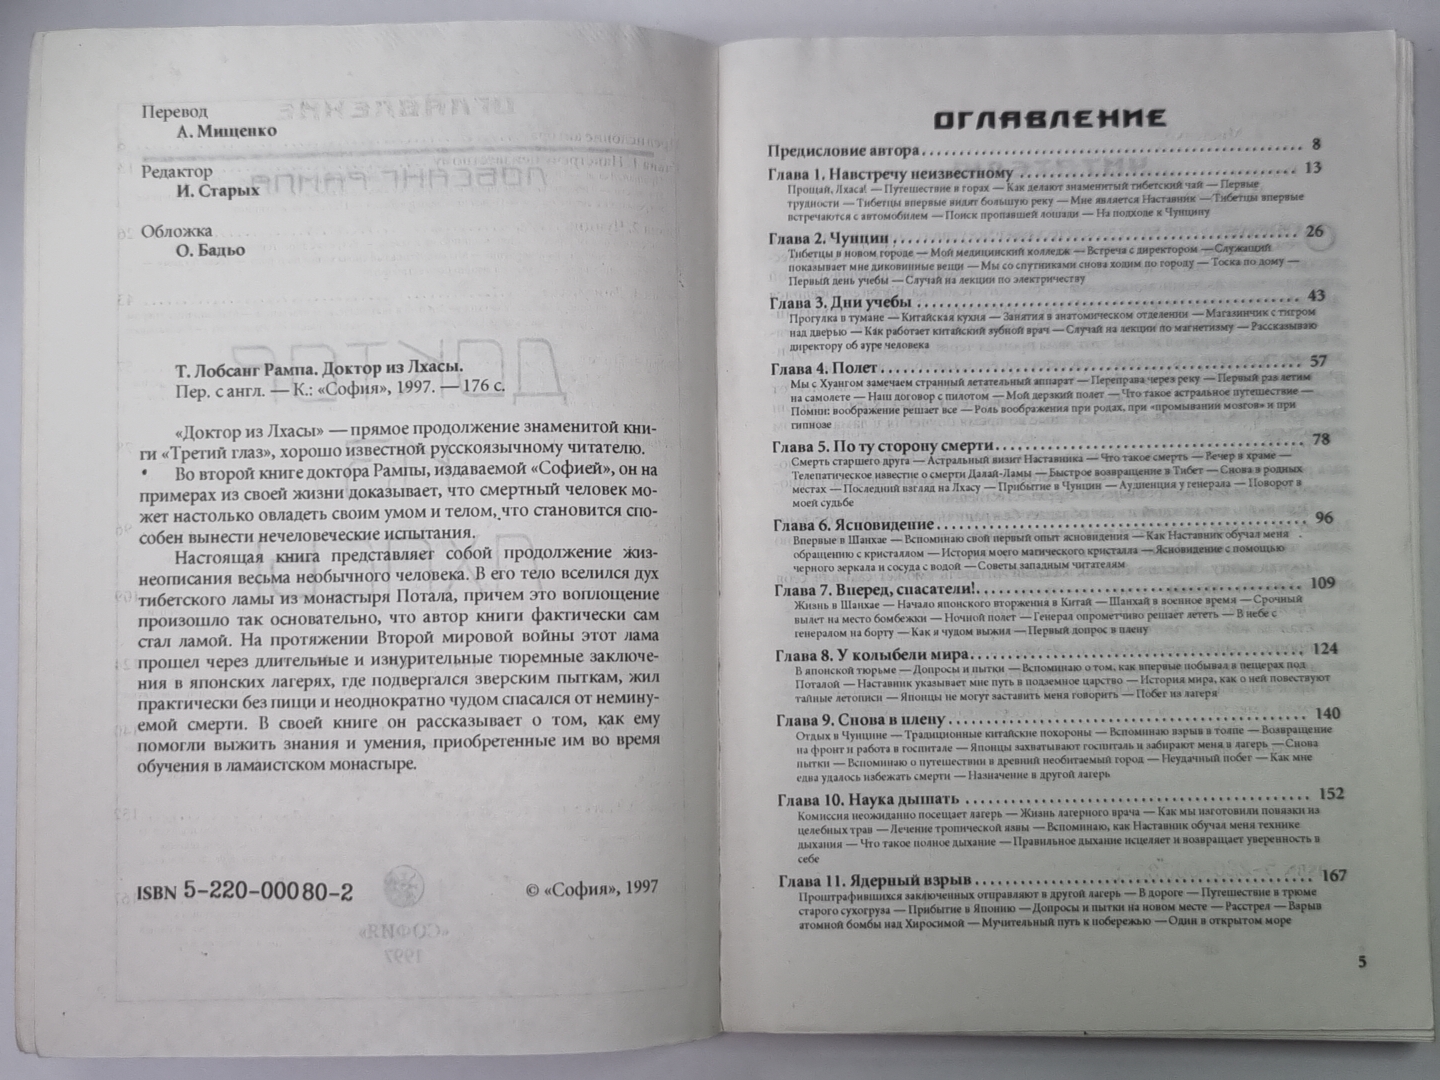 Перевод
А. Мищенко
Редактор
И. Старых
Обложка
О. Бадьо
Т. Лобсанг Рампа. Доктор из Лхасы.
Пер. с англ. — К.: «София», 1997. — 176 с.
«Доктор из Лхасы» — прямое продолжение знаменитой кни-
ги «Третий глаз», хорошо известной русскоязычному читателю.
Во второй книге доктора Рампы, издаваемой «Софией», он на
примерах из своей жизни доказывает, что смертный человек мо-
жет настолько овладеть своим умом и телом, что становится спо-
собен вынести нечеловеческие испытания.
Настоящая книга представляет собой продолжение жиз-
неописания весьма необычного человека. В его тело вселился дух
тибетского ламы из монастыря Потала, причем это воплощение
произошло так основательно, что автор книги фактически сам
стал ламой. На протяжении Второй мировой войны этот лама
прошел через длительные и изнурительные тюремные заключе-
ния в японских лагерях, где подвергался зверским пыткам, жил
практически без пищи и неоднократно чудом спасался от немину-
емой смерти. В своей книге он рассказывает о том, как ему
помогли выжить знания и умения, приобретенные им во время
обучения в ламаистском монастыре.
ISBN 5-220-00080-2
© «София», 1997
ОГЛАВЛЕНИЕ
Предисловие автора 8
Глава 1. Навстречу неизвестному 13
Прощай, Лхаса! — Путешествие в горах — Как делают знаменитый тибетский чай — Первые
трудности — Тибетцы впервые видят большую реку — Мне является Наставник — Тибетцы впервые
встречаются с автомобилем — Поиск пропавшей лошади — На подходе к Чунцину
Глава 2. Чунцин 26
Тибетцы в новом городе — Мой медицинский колледж — Встреча с директором — Служащий
показывает мне диковинные вещи — Мы со спутниками снова ходим по городу — Тоска по дому —
Первый день учебы — Случай на лекции по электричеству
Глава 3. Дни учебы 43
Прогулка в тумане — Китайская кухня — Занятия в анатомическом отделении — Магазинчик с тигром
над дверью — Как работает китайский зубной врач — Случай на лекции по магнетизму — Рассказываю
директору об ауре человека
Глава 4. Полет 57
Мы с Хуангом замечаем странный летательный аппарат — Переправа через реку — Первый раз летим
на самолете — Наш договор с пилотом — Мой дерзкий полет — Что такое астральное путешествие —
Помни: воображение решает все — Роль воображения при родах, при «промывании мозгов» и при
гипнозе
Глава 5. По ту сторону смерти 78
Смерть старшего друга — Астральный визит Наставника — Что такое смерть — Вечер в храме —
Телепатическое известие о смерти Далай-Ламы — Быстрое возвращение в Тибет — Снова в родных
местах — Последний взгляд на Лхасу — Прибытие в Чунцин — Аудиенция у генерала — Поворот в
моей судьбе
Глава 6. Ясновидение 96
Впервые в Шанхае — Вспоминаю свой первый опыт ясновидения — Как Наставник обучал меня
обращению с кристаллом — История моего магического кристалла — Ясновидение с помощью
черного зеркала и сосуда с водой — Советы западным читателям
Глава 7. Вперед, спасатели! 109
Жизнь в Шанхае — Начало японского вторжения в Китай — Шанхай в военное время — Срочный
вылет на место бомбежки — Ночной полет — Генерал опрометчиво решает лететь — В небе с
генералом на борту — Как я чудом выжил — Первый допрос в плену
Глава 8. У колыбели мира 124
В японской тюрьме — Допросы и пытки — Вспоминаю о том, как впервые побывал в пещерах под
Поталой — Наставник указывает мне путь в подземное царство — История мира, как о ней повествуют
тайные летописи — Японцы не могут заставить меня говорить — Побег из лагеря
Глава 9. Снова в плену 140
Отдых в Чунцине — Традиционные китайские похороны — Вспоминаю взрыв в толпе — Возвращение
на фронт и работа в госпитале — Японцы захватывают госпиталь и забирают меня в лагерь — Снова
пытки — Вспоминаю о путешествии в древний необитаемый город — Неудачный побег — Как мне
едва удалось избежать смерти — Назначение в другой лагерь
Глава 10. Наука дышать 152
Комиссия неожиданно посещает лагерь — Жизнь лагерного врача — Как мы изготовили повязки из
целебных трав — Лечение тропической язвы — Вспоминаю, как Наставник обучал меня технике
дыхания — Что такое полное дыхание — Правильное дыхание исцеляет и возвращает уверенность в
себе
Глава 11. Ядерный взрыв 167
Проштрафившихся заключенных отправляют в другой лагерь — В дороге — Путешествие в трюме
старого сухогруза — Прибытие в Японию — Допросы и пытки на новом месте — Расстрел — Взрыв
атомной бомбы над Хиросимой — Мучительный путь к побережью — Один в открытом море
5